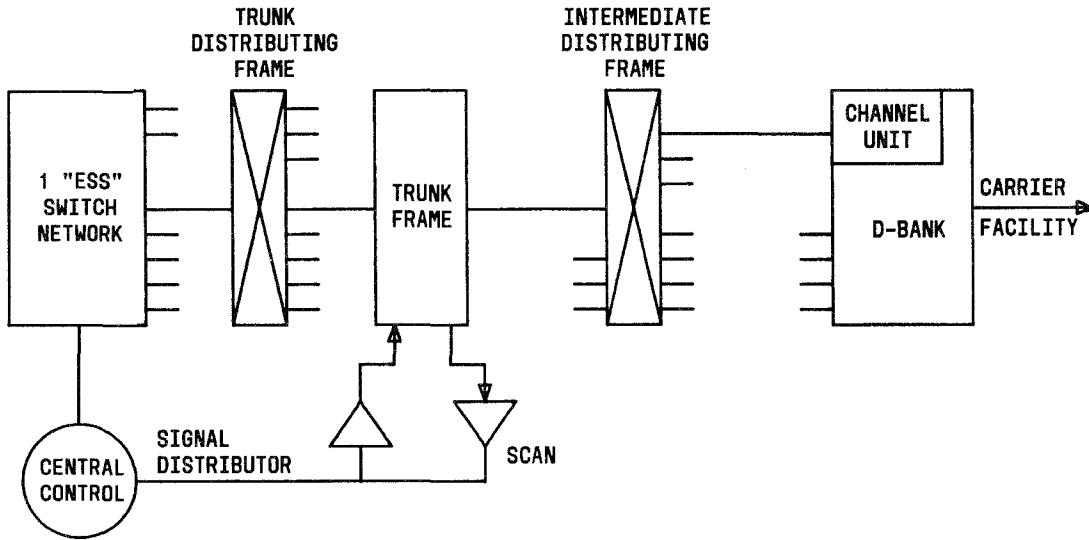 TRUNK
DISTRIBUTING
FRAME
INTERMEDIATE
DISTRIBUTING
FRAME
1 "ESS"
SWITCH
NETWORK
TRUNK
FRAME
CHANNEL
UNIT
D-BANK
CARRIER
FACILITY
SIGNAL
DISTRIBUTOR
SCAN
CENTRAL
CONTROL